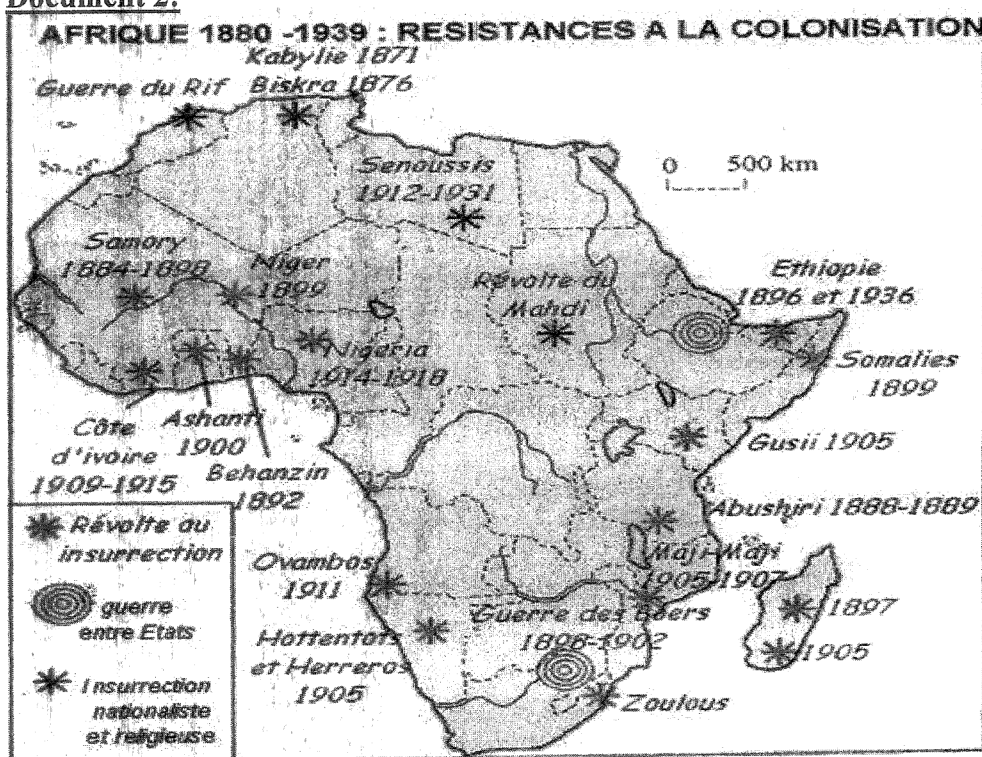 Document 2:
AFRIQUE 1880 -1939 : RESISTANCES A LA COLONISATION
Kabylie 1871
Guerre du Rif
Biskra 1876
Senoussis
1912-1931
0 500 km
Samory
1884-1898
Niger
1899
Révolte du
Mahdi
Ethiopie
1896 et 1936
Nigeria
1914-1918
Somalies
1899
Côte
d'ivoire
1909-1915
Ashanti
1900
Behanzin
1892
Gusii 1905
Abushiri 1888-1889
Maji-Maji
1905-1907
Ovambos
1911
Guerre des Boers
1898-1902
1897
1905
Hottentots
et Herreros
1905
Zoulous
Révolte ou
insurrection
guerre
entre Etats
Insurrection
nationaliste
et religieuse